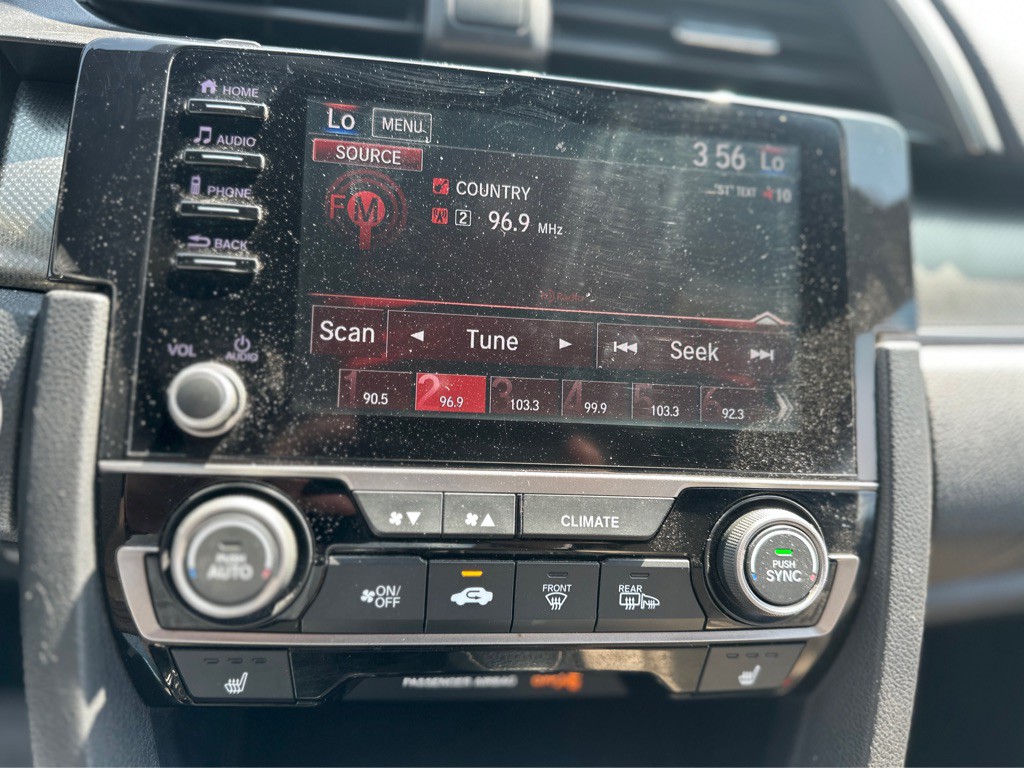 HOME
AUDIO
PHONE
BACK
VOL
AUDIO
Lo
MENU
3 56
Lo
SOURCE
TEXT
10
FM
COUNTRY
2
96.9 MHz
Scan
Tune
Seek
1 90.5
2 96.9
3 103.3
4 99.9
5 103.3
6 92.3
CLIMATE
PUSH
AUTO
ON/
OFF
FRONT
REAR
PUSH
SYNC
PASSENGER AIRBAG